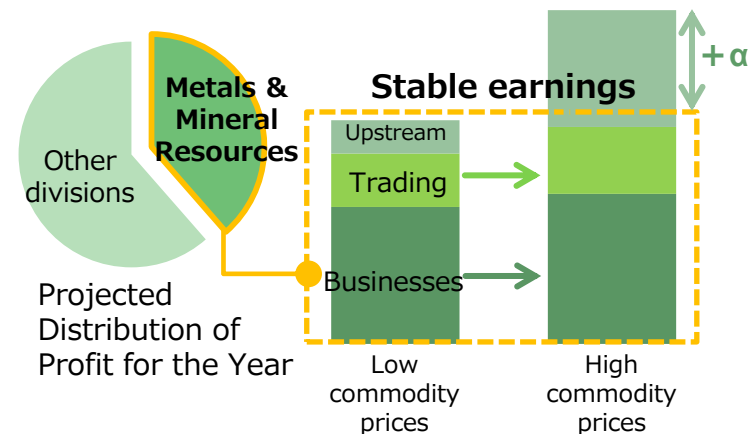 Metals &
Mineral
Resources
Other
divisions
Projected
Distribution of
Profit for the Year
Stable earnings
+α
Upstream
Trading
Businesses
Low
commodity
prices
High
commodity
prices